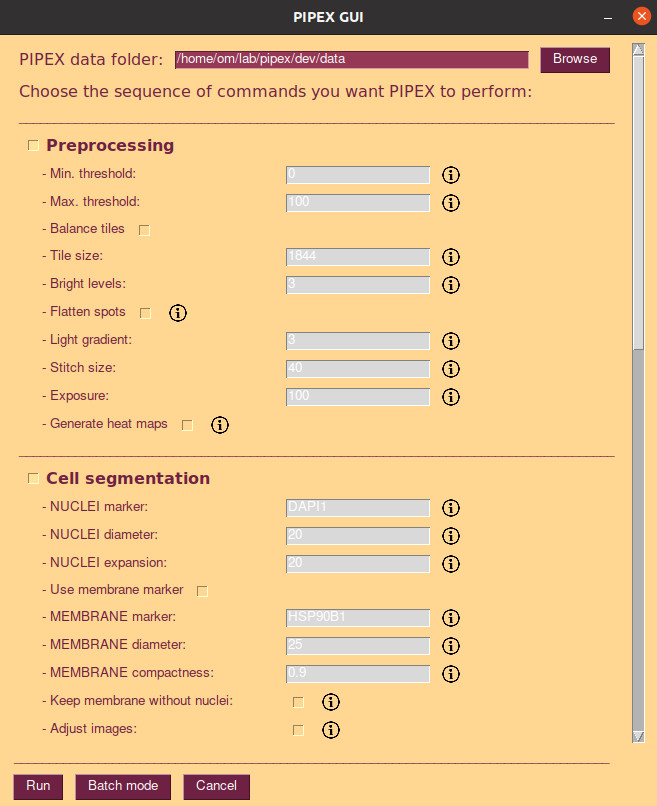 PIPEX GUI
PIPEX data folder: /home/om/lab/pipex/dev/data Browse
Choose the sequence of commands you want PIPEX to perform:
Preprocessing
- Min. threshold: 0
- Max. threshold: 100
- Balance tiles
- Tile size: 1844
- Bright levels: 3
- Flatten spots
- Light gradient: 3
- Stitch size: 40
- Exposure: 100
- Generate heat maps
Cell segmentation
- NUCLEI marker: DAPI1
- NUCLEI diameter: 20
- NUCLEI expansion: 20
- Use membrane marker
- MEMBRANE marker: HSP90B1
- MEMBRANE diameter: 25
- MEMBRANE compactness: 0.9
- Keep membrane without nuclei:
- Adjust images:
Run Batch mode Cancel